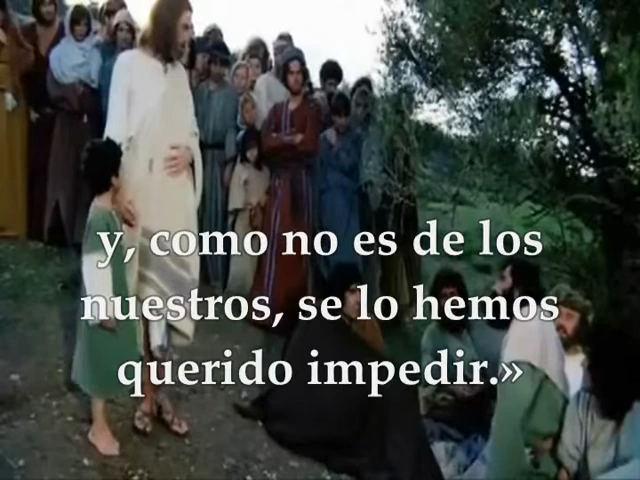 y, como no es de los
nuestros, se lo hemos
querido impedir.»